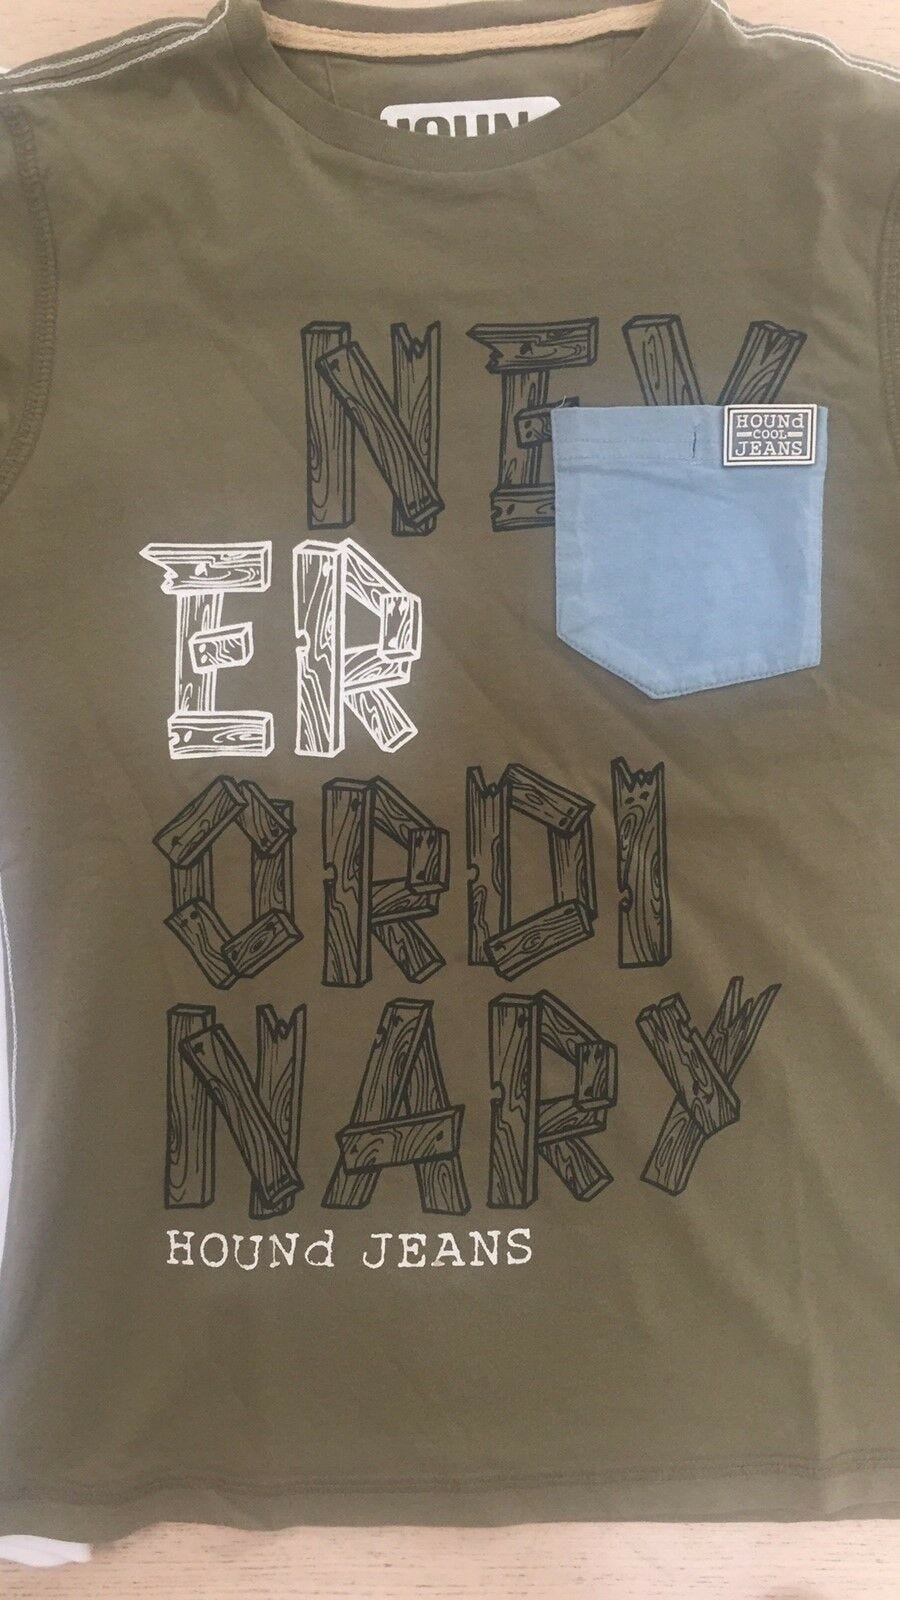 NEV
HOUNd
COOL
JEANS
ER
ORDI
NARY
HOUNd JEANS